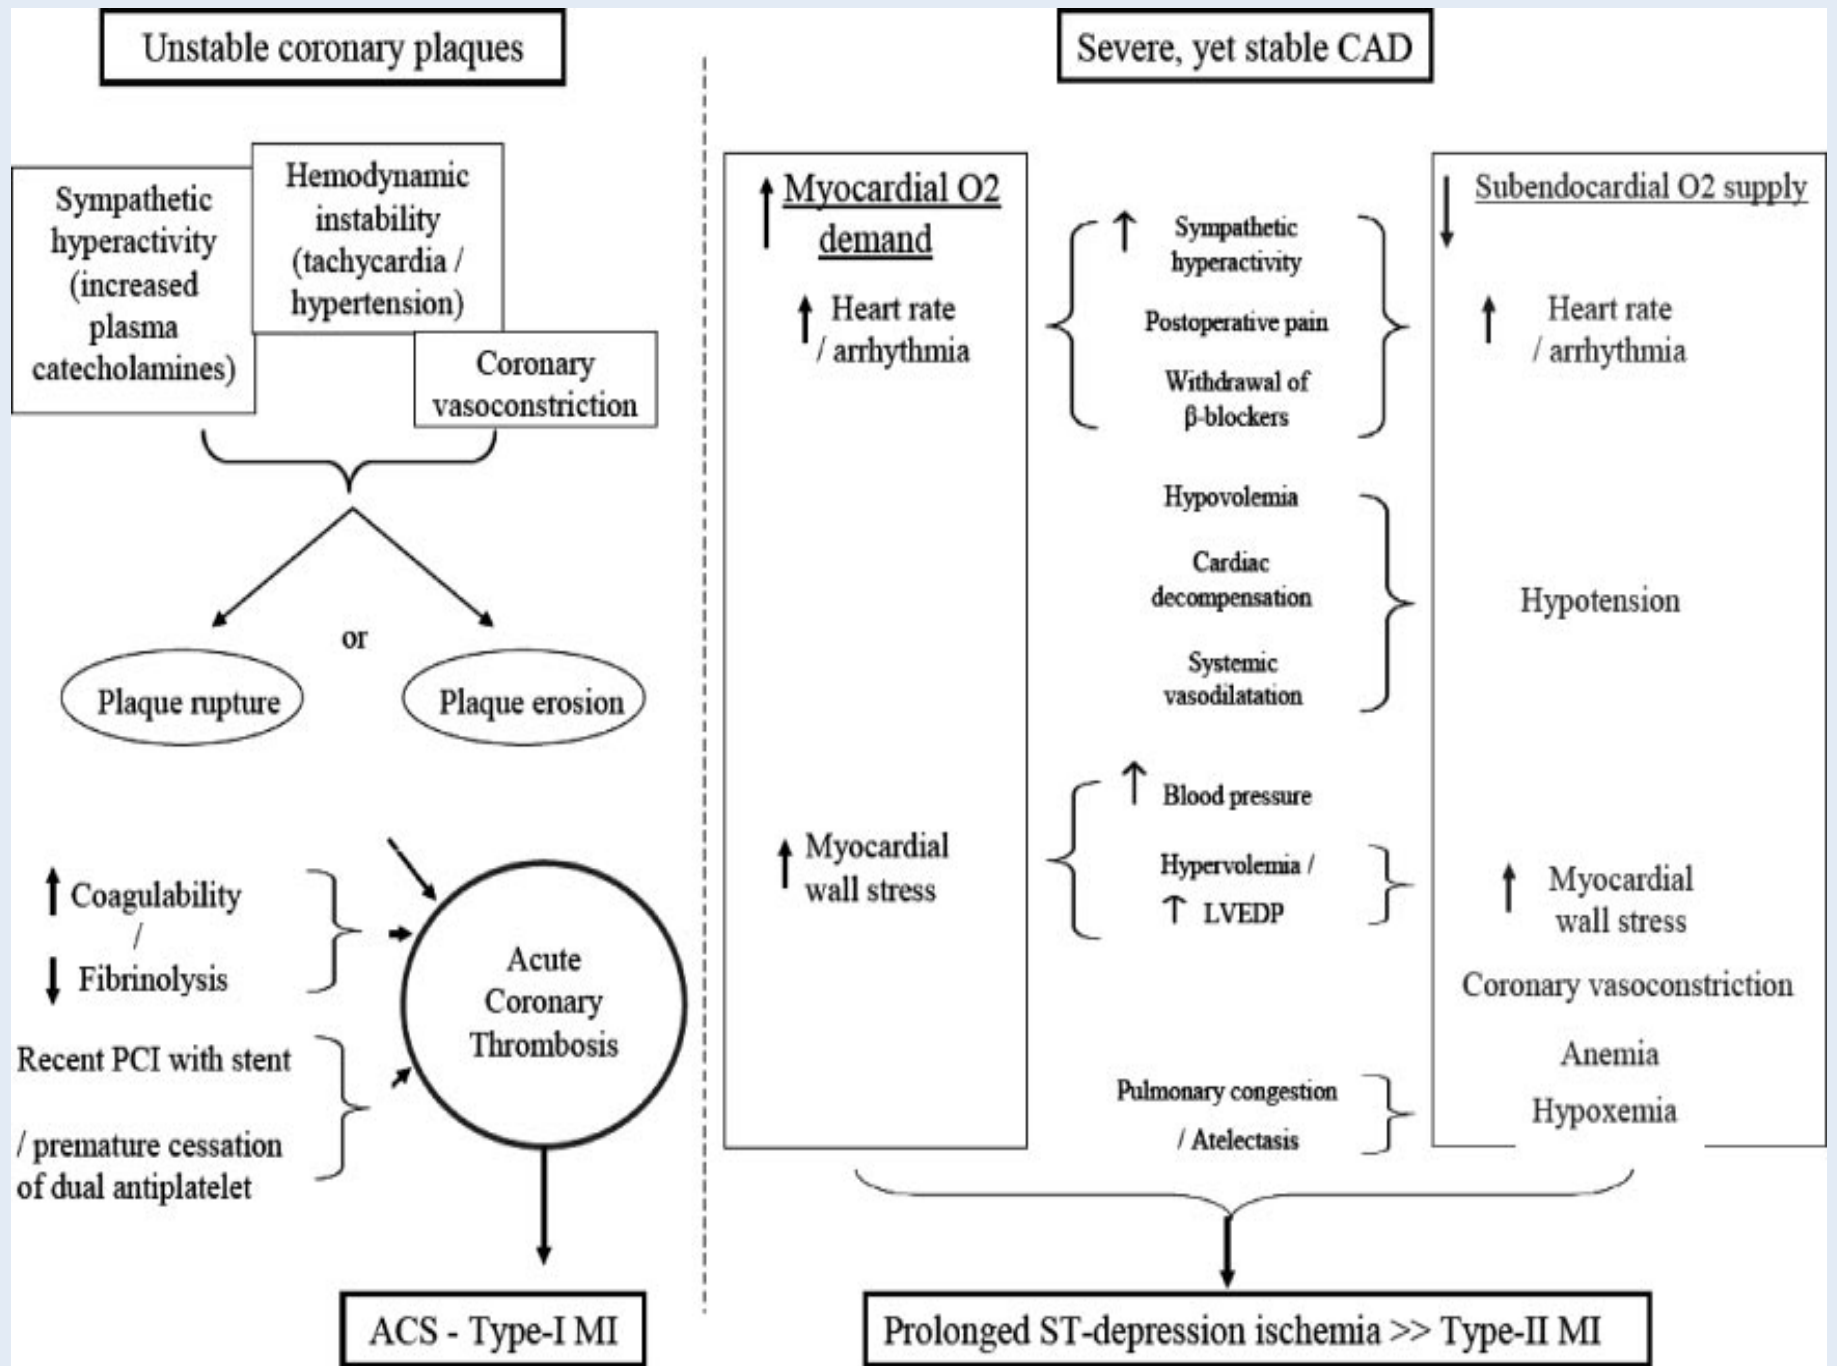 Unstable coronary plaques
Sympathetic
hyperactivity
(increased
plasma
catecholamines)
Hemodynamic
instability
(tachycardia /
hypertension)
Coronary
vasoconstriction
or
Plaque rupture
Plaque erosion
↑ Coagulability
/
↓ Fibrinolysis
Recent PCI with stent
/ premature cessation
of dual antiplatelet
Acute
Coronary
Thrombosis
ACS - Type-I MI
Severe, yet stable CAD
↑ Myocardial O2
demand
↑ Heart rate
/ arrhythmia
↑ Myocardial
wall stress
↑ Sympathetic
hyperactivity
Postoperative pain
Withdrawal of
β-blockers
Hypovolemia
Cardiac
decompensation
Systemic
vasodilatation
↑ Blood pressure
Hypervolemia /
↑ LVEDP
Pulmonary congestion
/ Atelectasis
↓ Subendocardial O2 supply
↑ Heart rate
/ arrhythmia
Hypotension
↑ Myocardial
wall stress
Coronary vasoconstriction
Anemia
Hypoxemia
Prolonged ST-depression ischemia >> Type-II MI